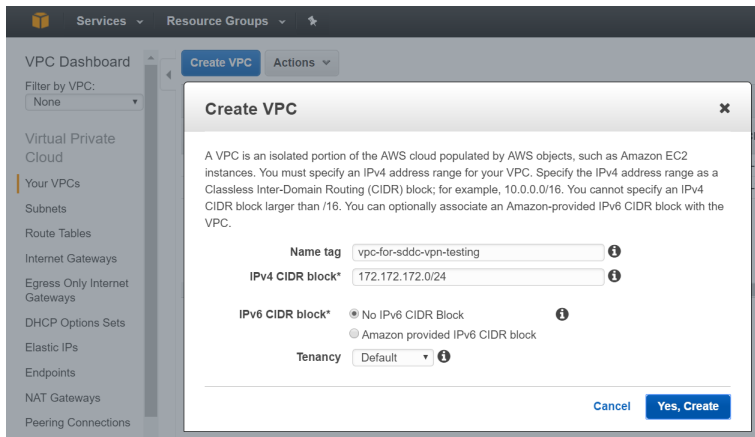 Services Resource Groups
VPC Dashboard
Filter by VPC:
None
Virtual Private
Cloud
Your VPCs
Subnets
Route Tables
Internet Gateways
Egress Only Internet
Gateways
DHCP Options Sets
Elastic IPs
Endpoints
NAT Gateways
Peering Connections
Create VPC Actions
Create VPC
A VPC is an isolated portion of the AWS cloud populated by AWS objects, such as Amazon EC2
instances. You must specify an IPv4 address range for your VPC. Specify the IPv4 address range as a
Classless Inter-Domain Routing (CIDR) block; for example, 10.0.0.0/16. You cannot specify an IPv4
CIDR block larger than /16. You can optionally associate an Amazon-provided IPv6 CIDR block with the
VPC.
Name tag vpc-for-sddc-vpn-testing
IPv4 CIDR block* 172.172.172.0/24
IPv6 CIDR block* No IPv6 CIDR Block
Amazon provided IPv6 CIDR block
Tenancy Default
Cancel Yes, Create